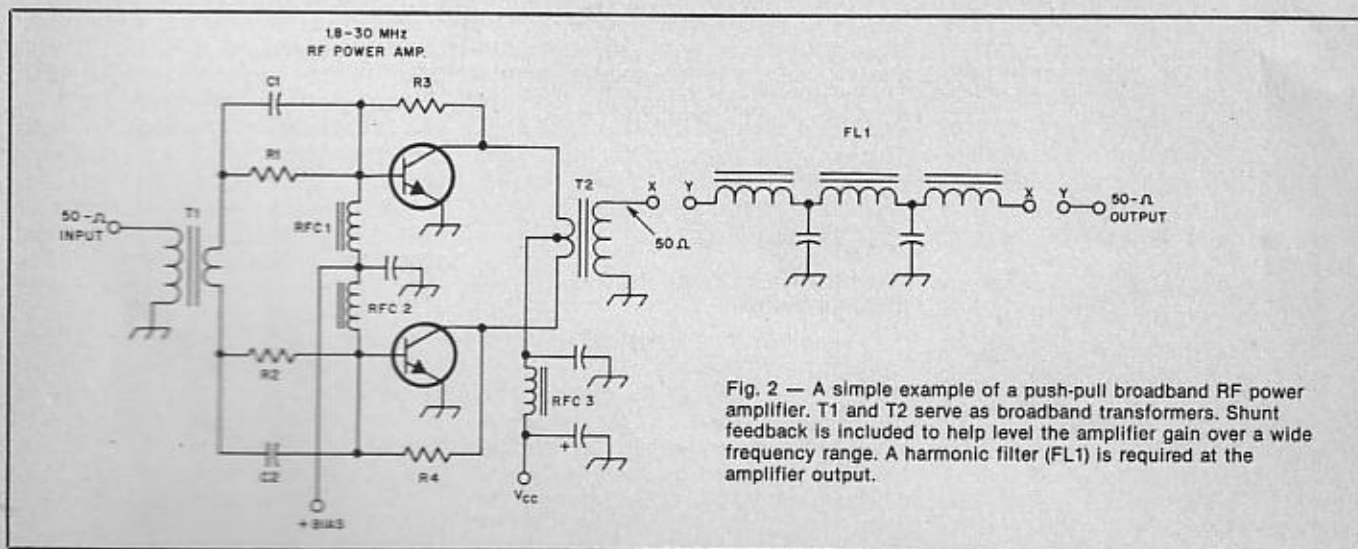 1.8-30 MHz
RF POWER AMP.
C1
R3
R1
FL1
T2
X
Y
X
Y
50-Ω
INPUT
T1
RFC1
50Ω
50-Ω
OUTPUT
RFC 2
R2
RFC 3
+
C2
R4
VCC
+BIAS
Fig. 2 — A simple example of a push-pull broadband RF power
amplifier. T1 and T2 serve as broadband transformers. Shunt
feedback is included to help level the amplifier gain over a wide
frequency range. A harmonic filter (FL1) is required at the
amplifier output.